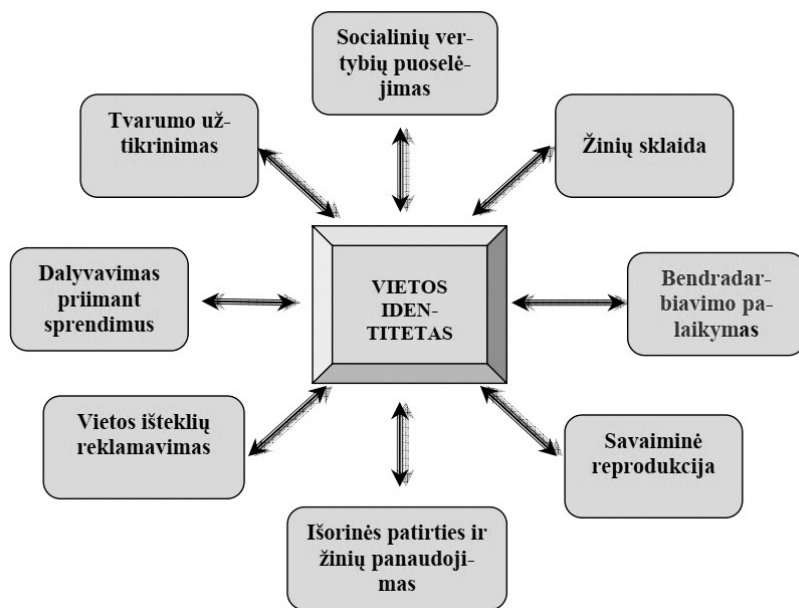 Socialinių ver-
tybių puoselė-
jimas
Tvarumo už-
tikrinimas
Žinių sklaida
Dalyvavimas
priimant
sprendimus
VIETOS
IDEN-
TITETAS
Bendradar-
biavimo pa-
laikymas
Vietos išteklių
reklamavimas
Savaiminė
reprodukcija
Išorinės patirties ir
žinių panaudoji-
mas